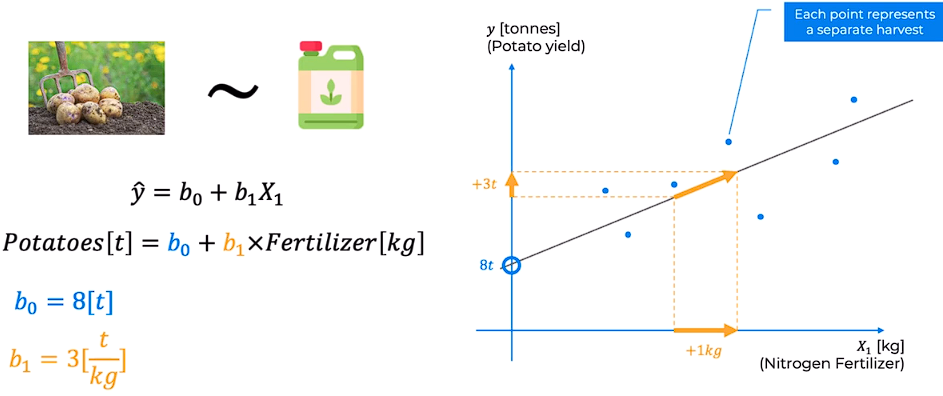 ~
ŷ = b₀ + b₁X₁
Potatoes[t] = b₀ + b₁×Fertilizer[kg]
b₀ = 8[t]
b₁ = 3[t/kg]
y [tonnes]
(Potato yield)
Each point represents
a separate harvest
+3t
8t
+1kg
X₁ [kg]
(Nitrogen Fertilizer)